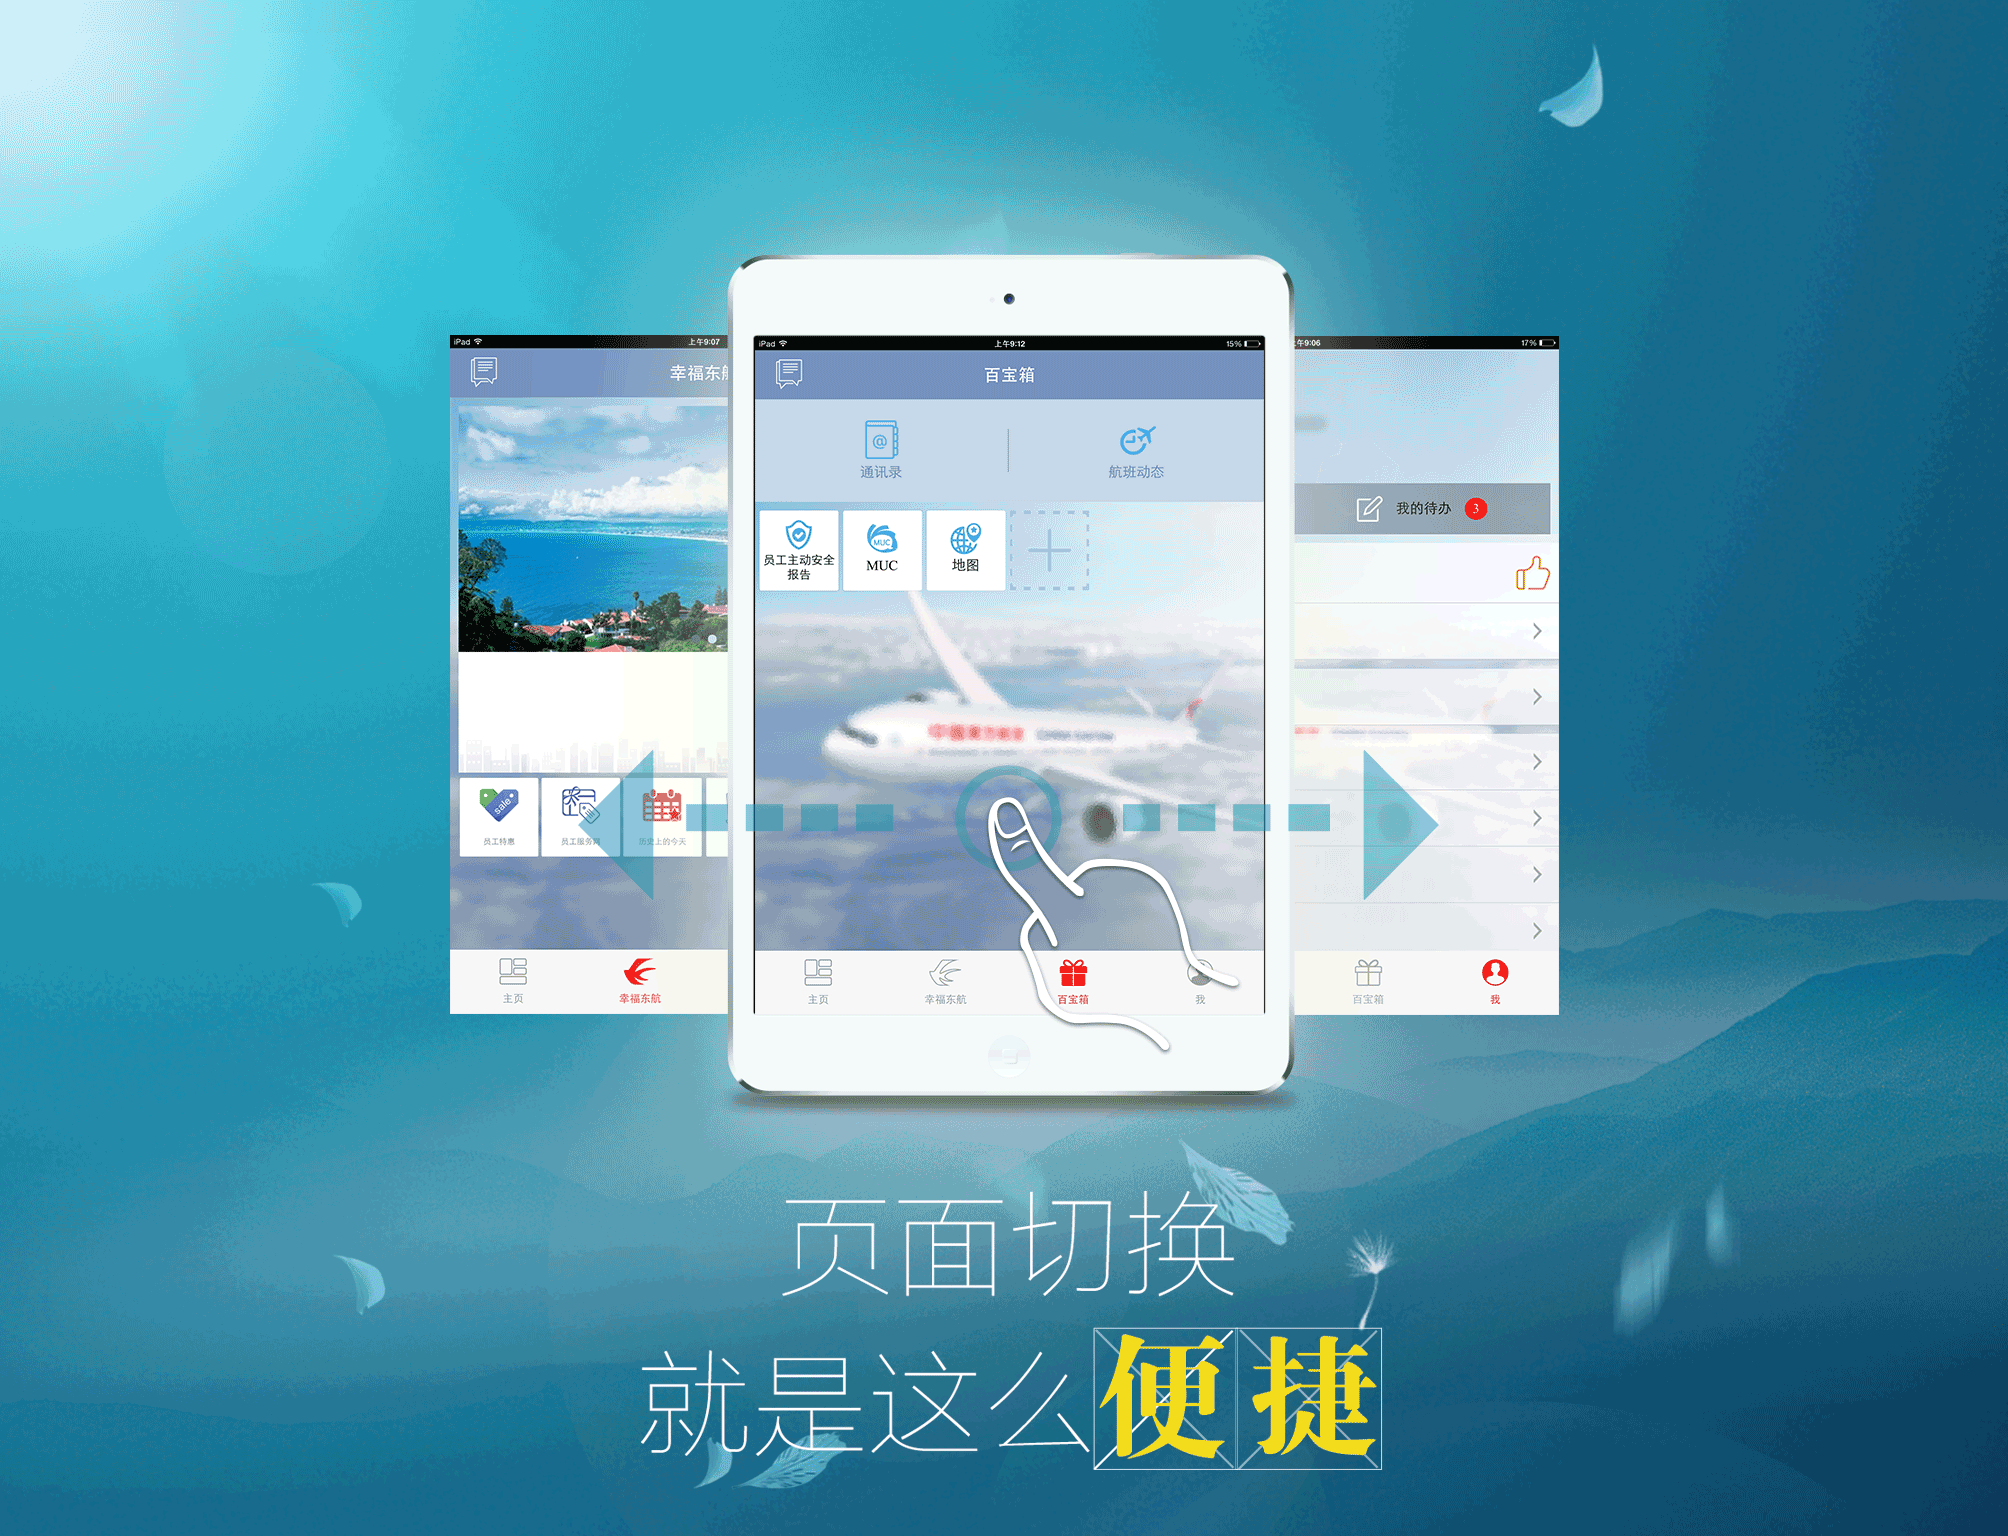 iPad 上午9:07
幸福东航
sale
员工特惠
员工服务网
历史上的今天
主页
幸福东航
iPad 上午9:12 15%
百宝箱
@
通讯录
航班动态
员工主动安全
报告
MUC
MUC
地图
主页
幸福东航
百宝箱
我
上午9:06 17%
我的待办 3
百宝箱
我
页面切换
就是这么便捷